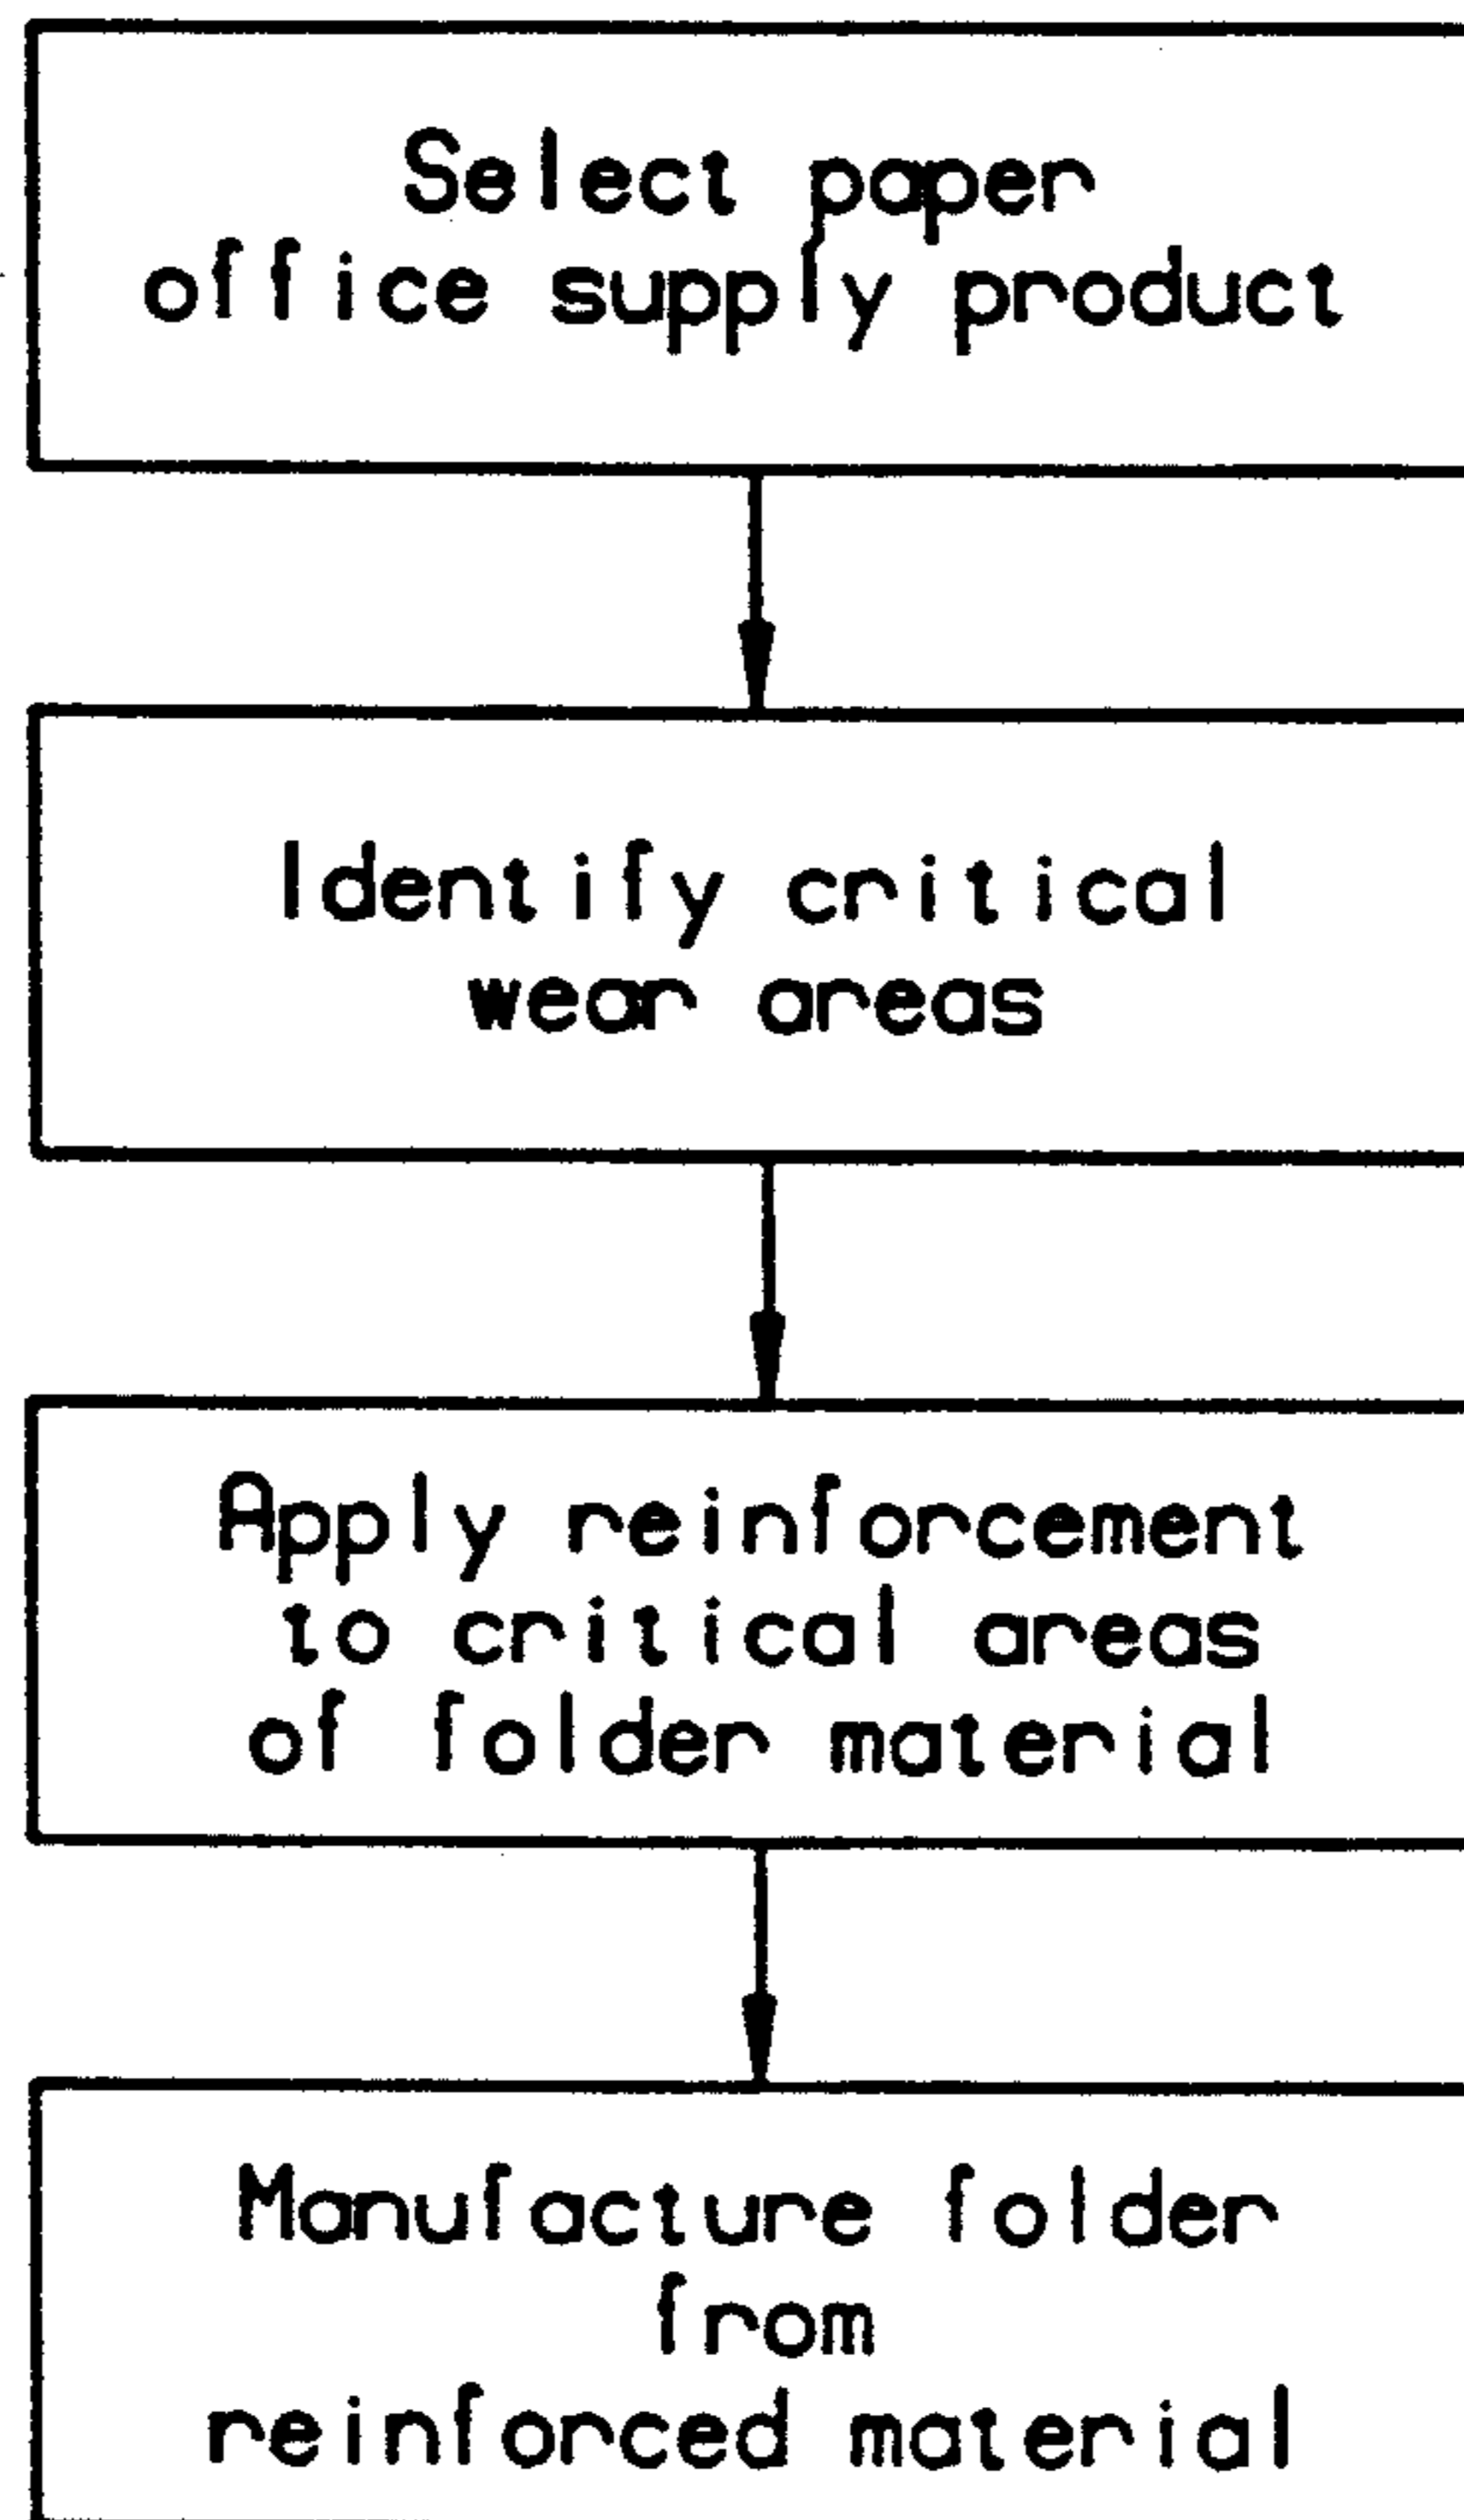 Select paper
office supply product
Identify critical
wear areas
Apply reinforcement
to critical areas
of folder material
Manufacture folder
from
reinforced material